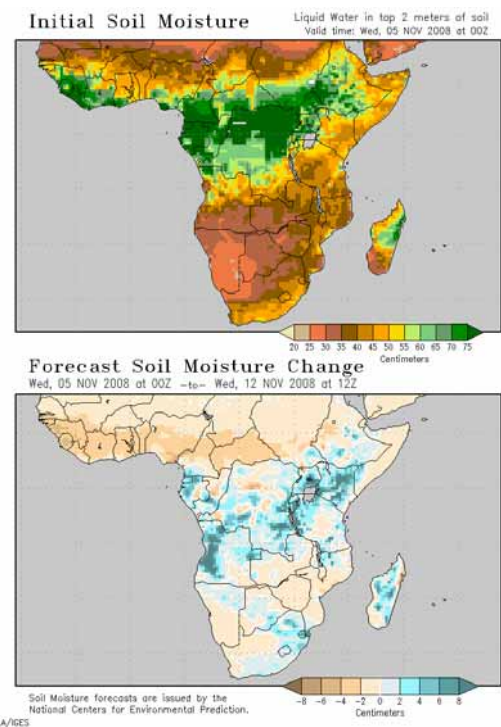 Initial Soil Moisture
Liquid Water in top 2 meters of soil
Valid time: Wed, 05 NOV 2008 at 00Z
20 25 30 35 40 45 50 55 60 65 70 75
Centimeters
Forecast Soil Moisture Change
Wed, 05 NOV 2008 at 00Z -to- Wed, 12 NOV 2008 at 12Z
Soil Moisture forecasts are issued by the
National Centers for Environmental Prediction.
-8 -6 -4 -2 0 2 4 6 8
Centimeters
A/IGES